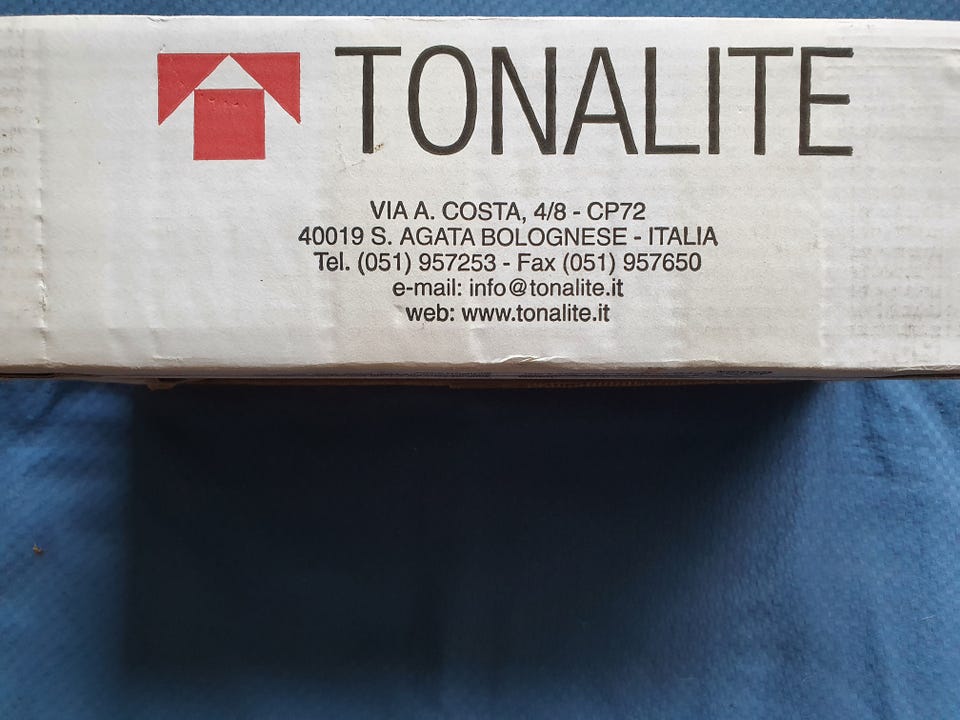 TONALITE
VIA A. COSTA, 4/8 - CP72
40019 S. AGATA BOLOGNESE - ITALIA
Tel. (051) 957253 - Fax (051) 957650
e-mail: info@tonalite.it
web: www.tonalite.it